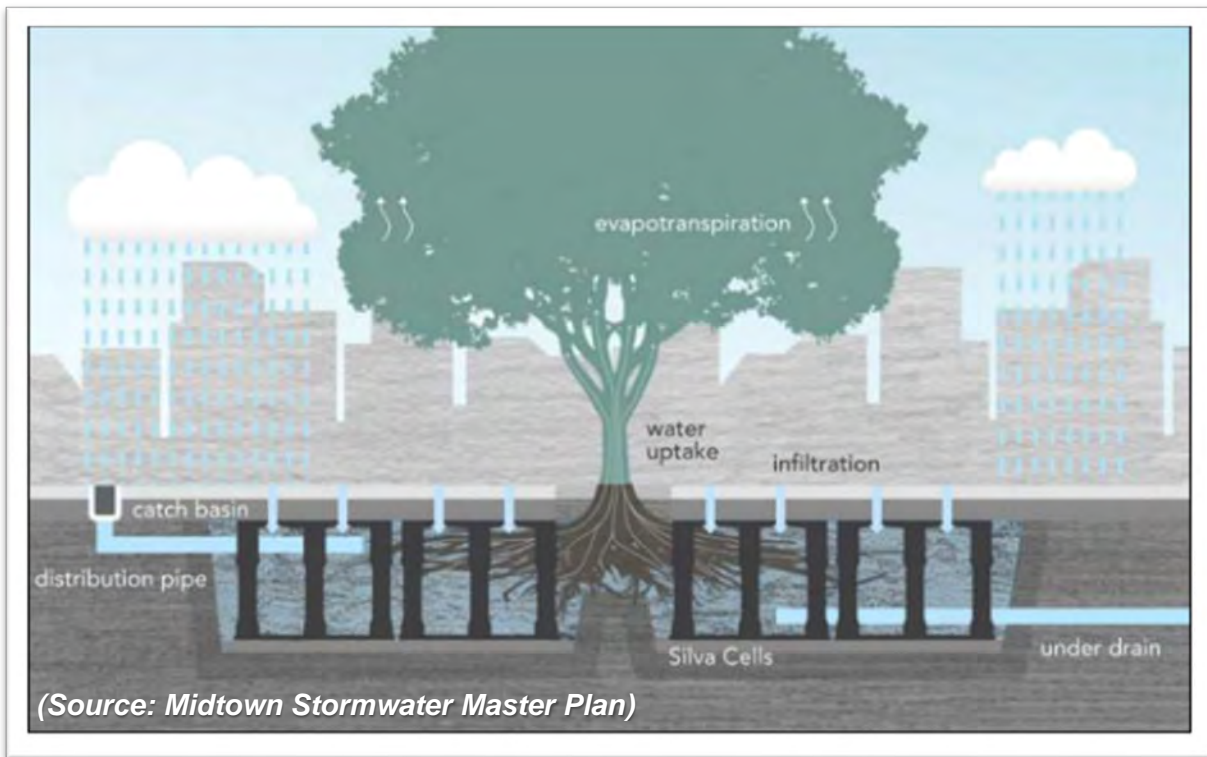 evapotranspiration
water
uptake
infiltration
catch basin
distribution pipe
Silva Cells
under drain
(Source: Midtown Stormwater Master Plan)